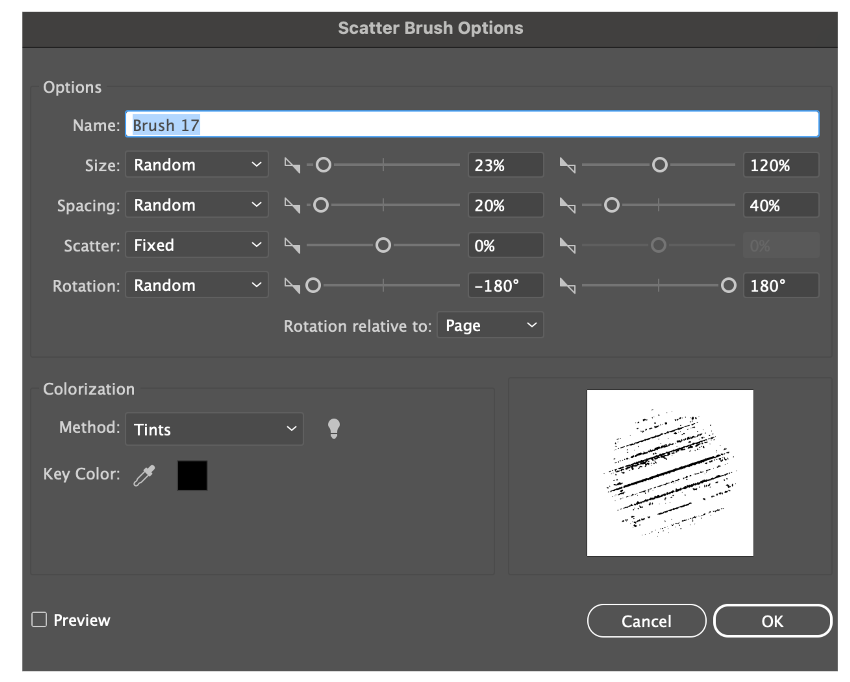 Scatter Brush Options
Options
Name: Brush 17
Size: Random 23% 120%
Spacing: Random 20% 40%
Scatter: Fixed 0% 0%
Rotation: Random -180° 180°
Rotation relative to: Page
Colorization
Method: Tints
Key Color:
Preview Cancel OK